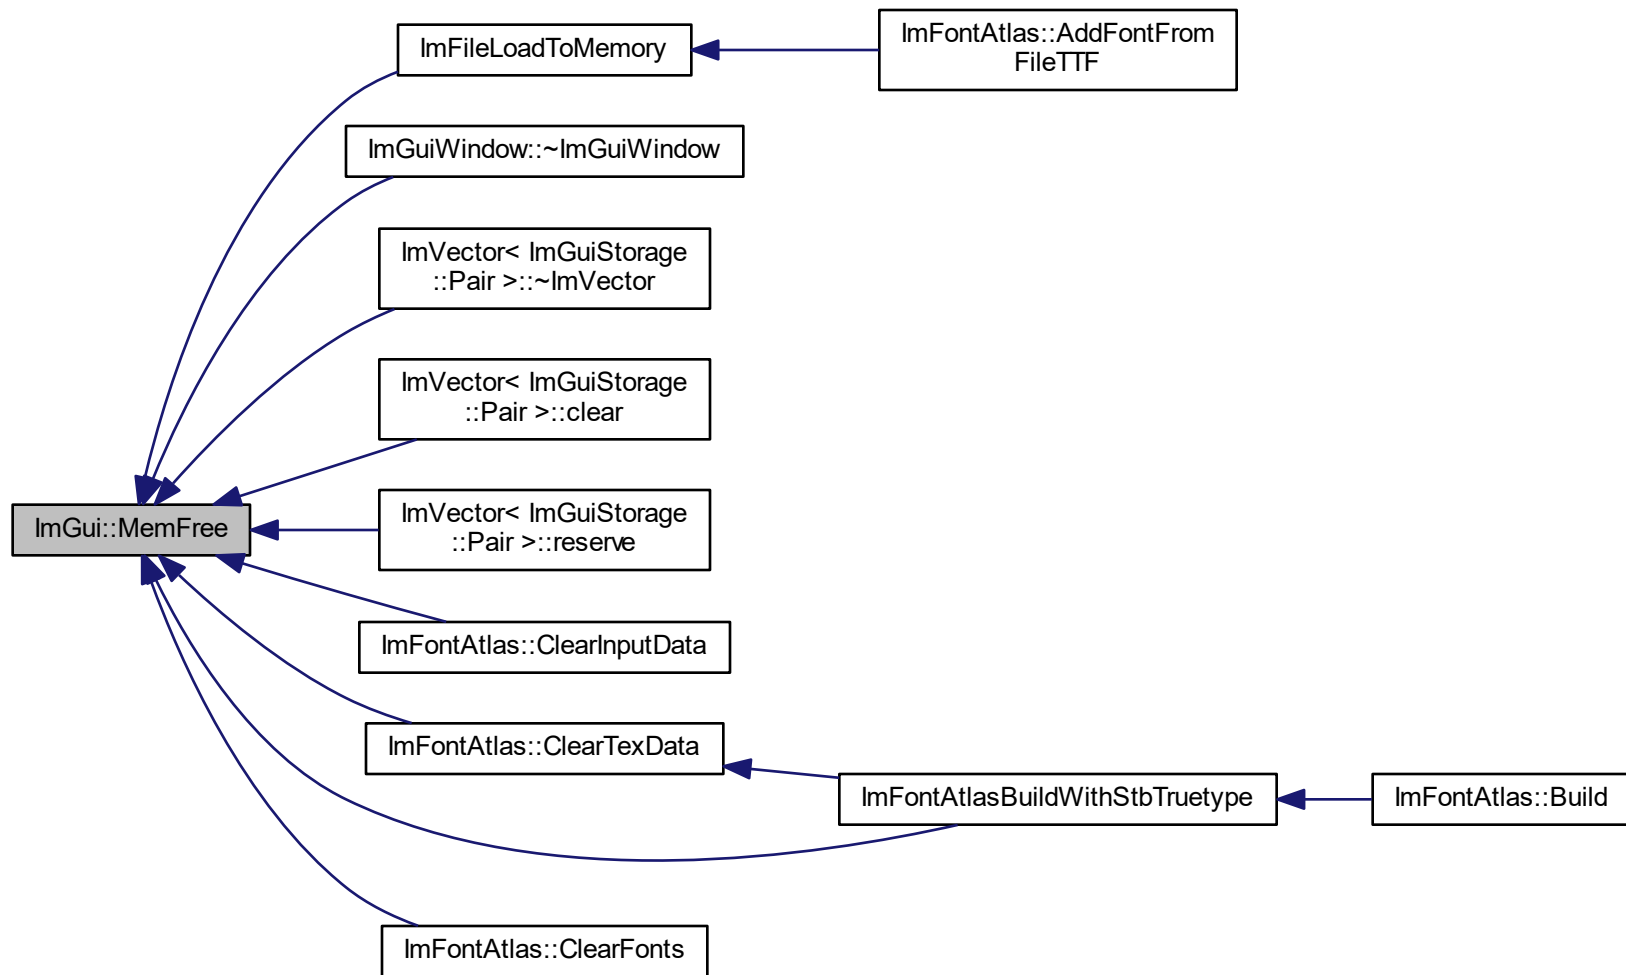 ImFileLoadToMemory
ImFontAtlas::AddFontFrom
FileTTF
ImGuiWindow::~ImGuiWindow
ImVector< ImGuiStorage
::Pair >::~ImVector
ImVector< ImGuiStorage
::Pair >::clear
ImGui::MemFree
ImVector< ImGuiStorage
::Pair >::reserve
ImFontAtlas::ClearInputData
ImFontAtlas::ClearTexData
ImFontAtlasBuildWithStbTruetype
ImFontAtlas::Build
ImFontAtlas::ClearFonts